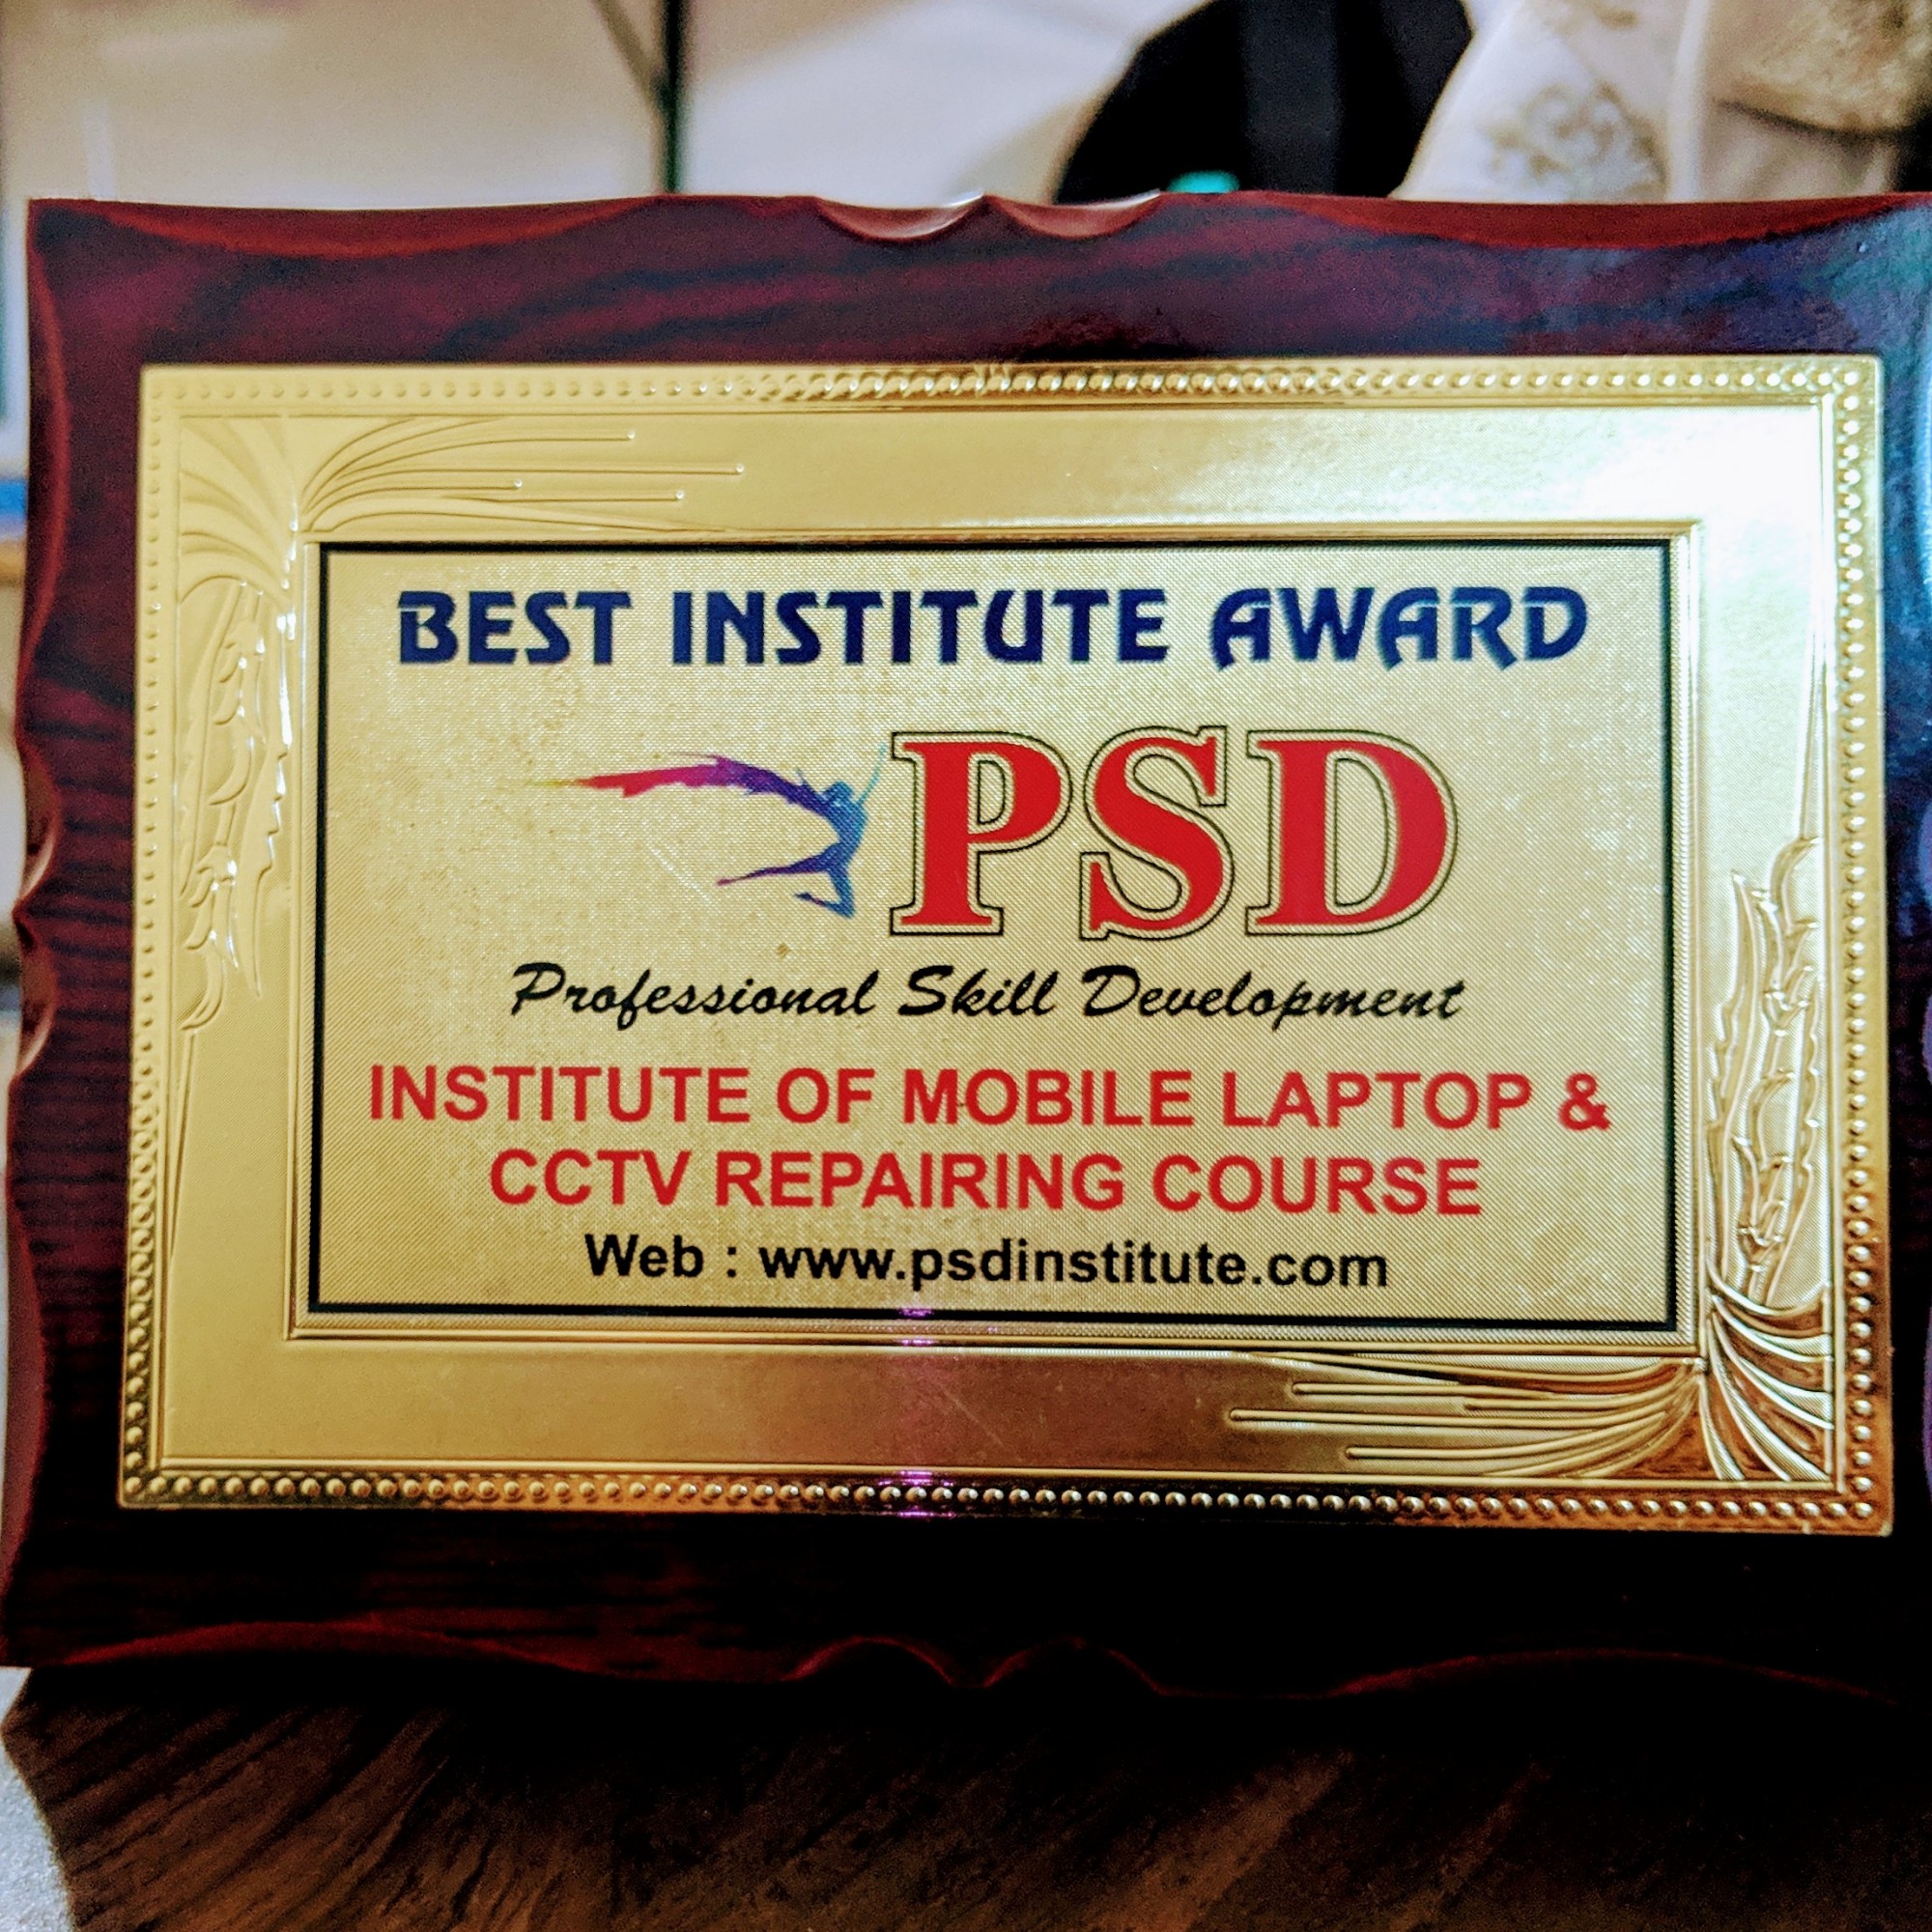 BEST INSTITUTE AWARD
PSD
Professional Skill Development
INSTITUTE OF MOBILE LAPTOP &
CCTV REPAIRING COURSE
Web : www.psdinstitute.com